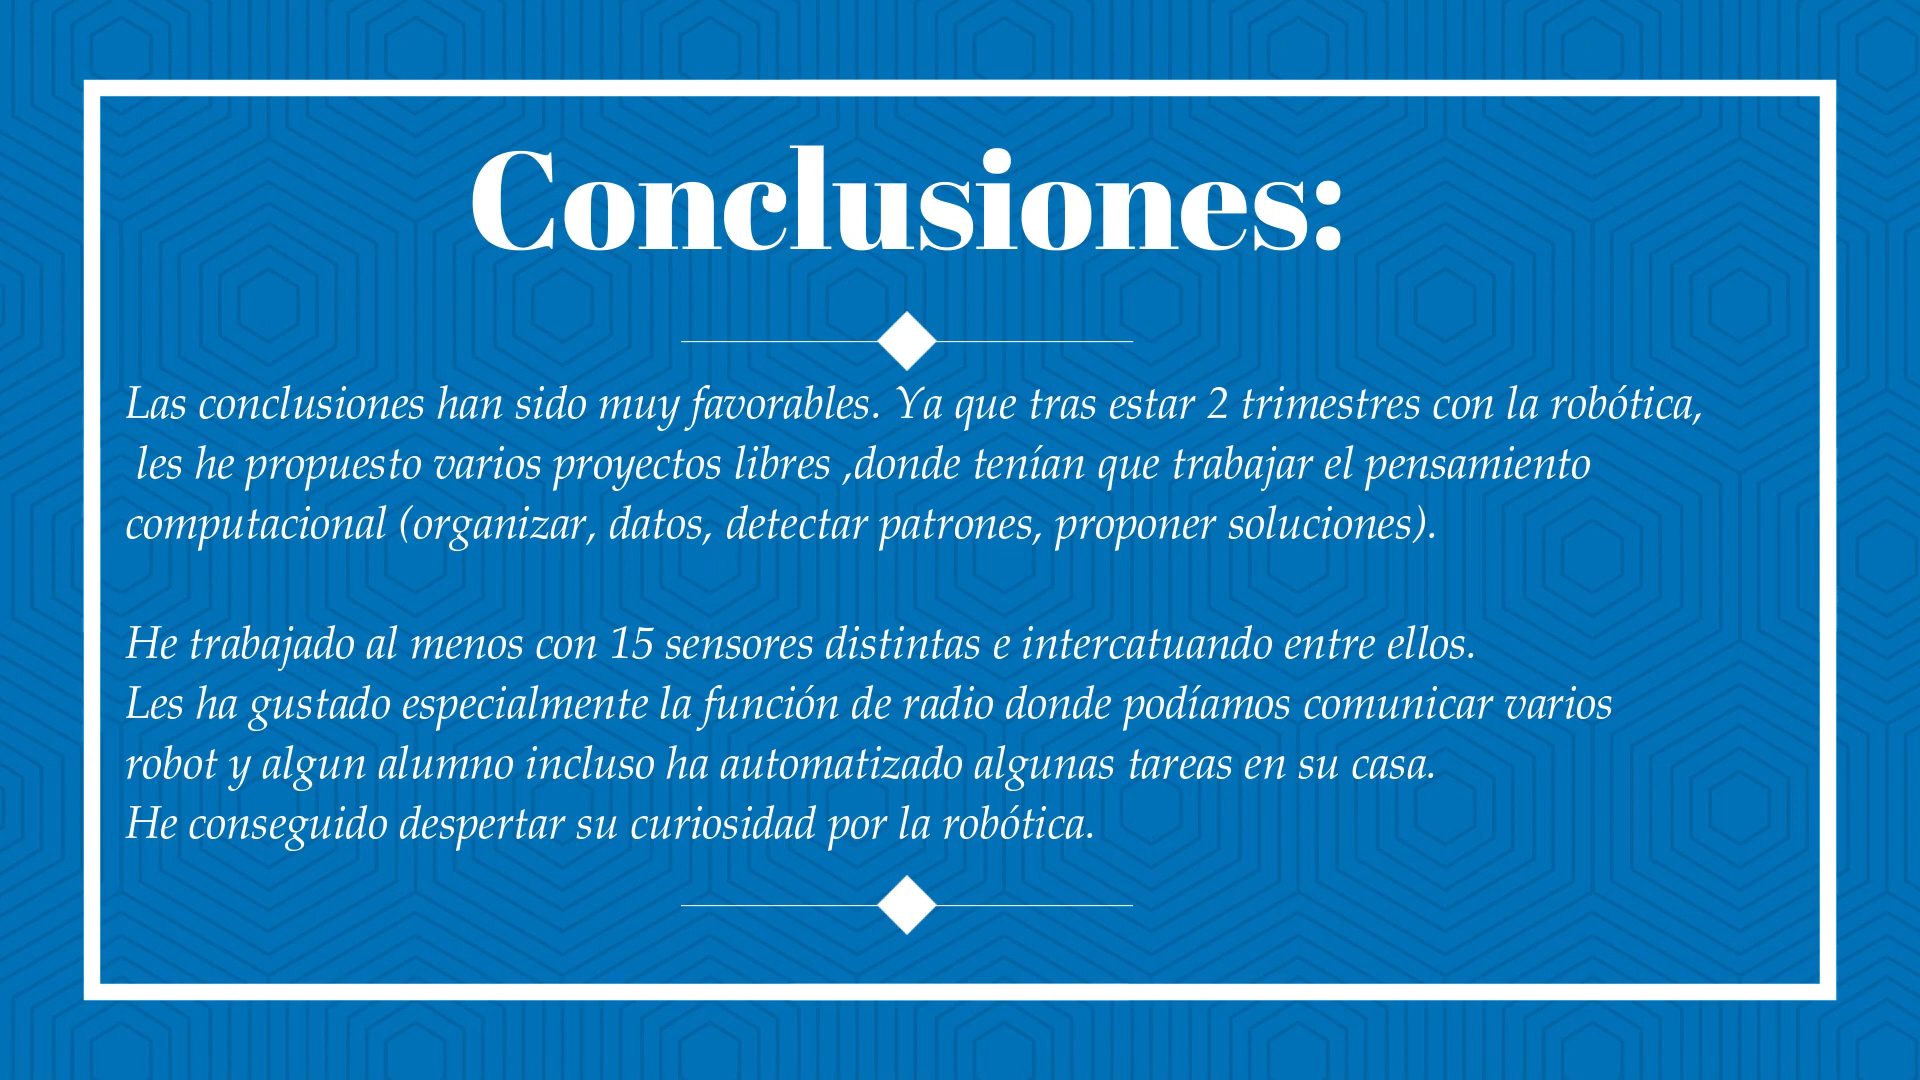 Conclusiones:
Las conclusiones han sido muy favorables. Ya que tras estar 2 trimestres con la robótica,
les he propuesto varios proyectos libres ,donde tenían que trabajar el pensamiento
computacional (organizar, datos, detectar patrones, proponer soluciones).
He trabajado al menos con 15 sensores distintas e intercatuando entre ellos.
Les ha gustado especialmente la función de radio donde podíamos comunicar varios
robot y algun alumno incluso ha automatizado algunas tareas en su casa.
He conseguido despertar su curiosidad por la robótica.